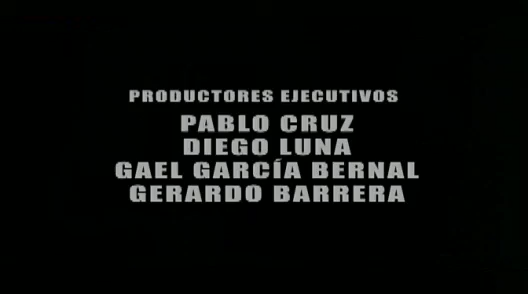 PRODUCTORES EJECUTIVOS
PABLO CRUZ
DIEGO LUNA
GAEL GARCÍA BERNAL
GERARDO BARRERA